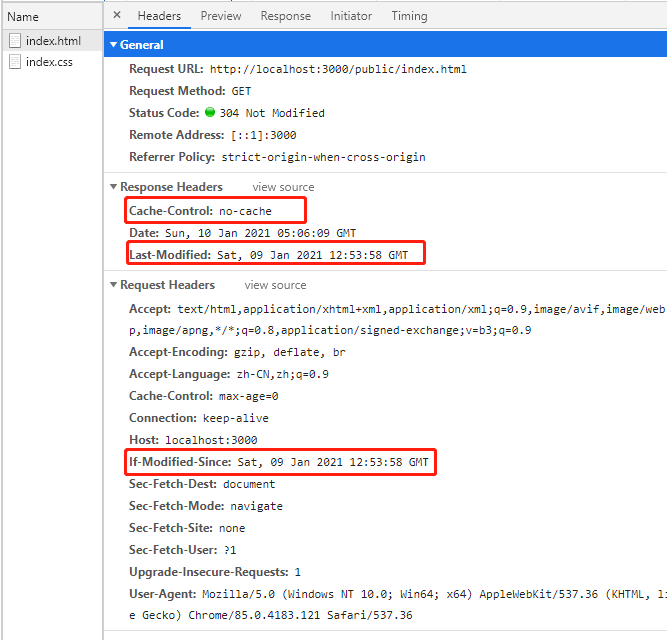 Name
index.html
index.css
× Headers Preview Response Initiator Timing
▼ General
Request URL: http://localhost:3000/public/index.html
Request Method: GET
Status Code: 304 Not Modified
Remote Address: [::1]:3000
Referrer Policy: strict-origin-when-cross-origin
▼ Response Headers view source
Cache-Control: no-cache
Date: Sun, 10 Jan 2021 05:06:09 GMT
Last-Modified: Sat, 09 Jan 2021 12:53:58 GMT
▼ Request Headers view source
Accept: text/html,application/xhtml+xml,application/xml;q=0.9,image/avif,image/web
p,image/apng,*/*;q=0.8,application/signed-exchange;v=b3;q=0.9
Accept-Encoding: gzip, deflate, br
Accept-Language: zh-CN,zh;q=0.9
Cache-Control: max-age=0
Connection: keep-alive
Host: localhost:3000
If-Modified-Since: Sat, 09 Jan 2021 12:53:58 GMT
Sec-Fetch-Dest: document
Sec-Fetch-Mode: navigate
Sec-Fetch-Site: none
Sec-Fetch-User: ?1
Upgrade-Insecure-Requests: 1
User-Agent: Mozilla/5.0 (Windows NT 10.0; Win64; x64) AppleWebKit/537.36 (KHTML, li
e Gecko) Chrome/85.0.4183.121 Safari/537.36